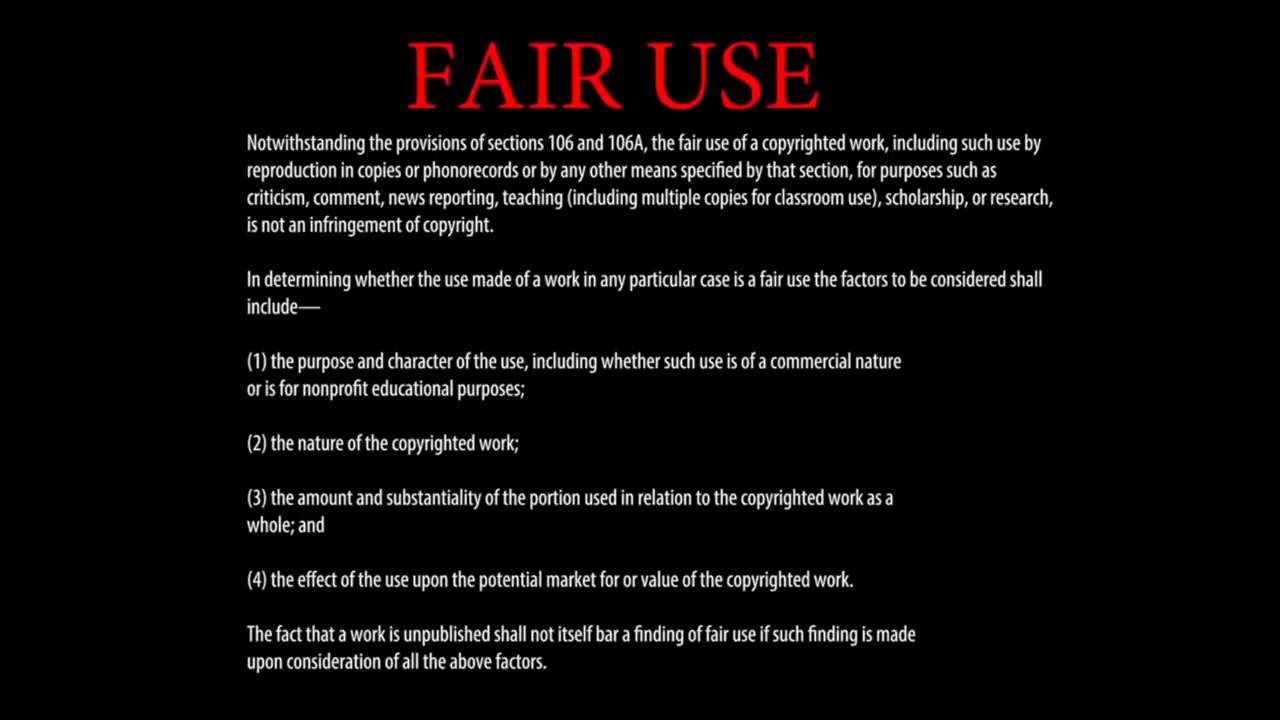 FAIR USE
Notwithstanding the provisions of sections 106 and 106A, the fair use of a copyrighted work, including such use by
reproduction in copies or phonorecords or by any other means specified by that section, for purposes such as
criticism, comment, news reporting, teaching (including multiple copies for classroom use), scholarship, or research,
is not an infringement of copyright.
In determining whether the use made of a work in any particular case is a fair use the factors to be considered shall
include—
(1) the purpose and character of the use, including whether such use is of a commercial nature
or is for nonprofit educational purposes;
(2) the nature of the copyrighted work;
(3) the amount and substantiality of the portion used in relation to the copyrighted work as a
whole; and
(4) the effect of the use upon the potential market for or value of the copyrighted work.
The fact that a work is unpublished shall not itself bar a finding of fair use if such finding is made
upon consideration of all the above factors.